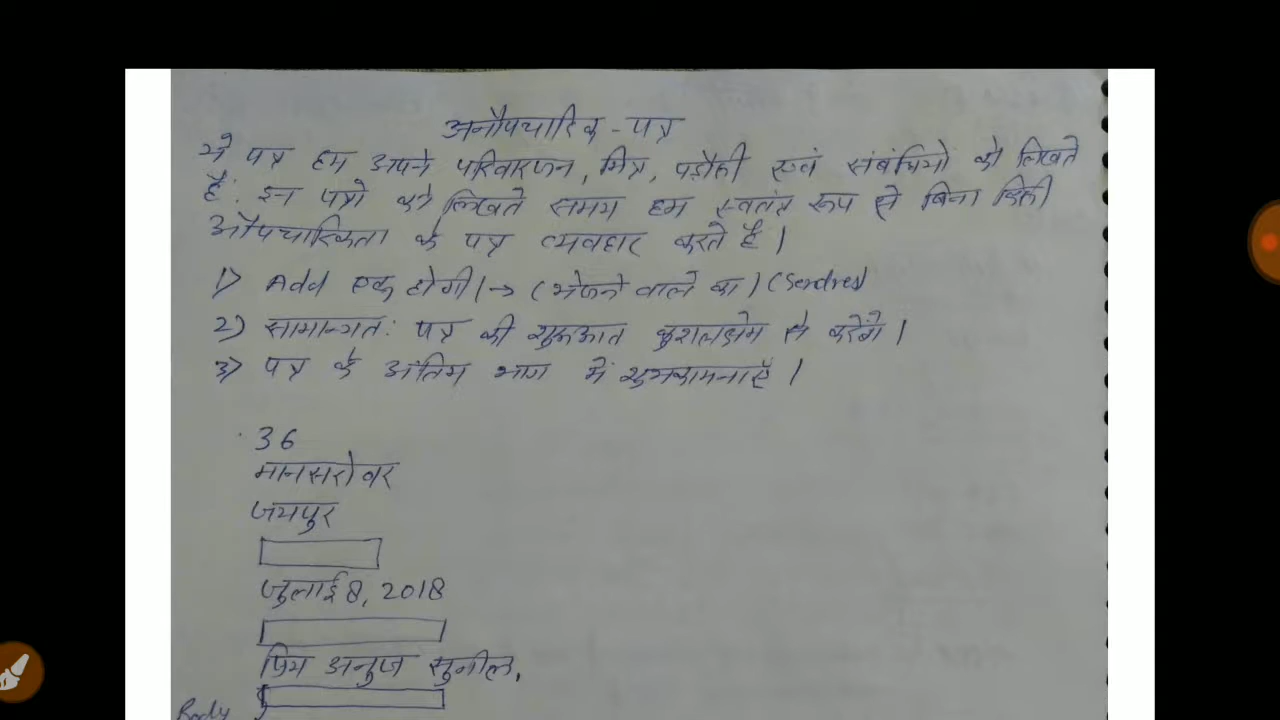 अनौपचारिक - पत्र
ये पत्र हम अपने परिवारजन, मित्र, पड़ौसी एवं संबंधियो को लिखते
है: इन पत्रो को लिखते समय हम स्वतंत्र रूप से बिना किसी
औपचारिकता के पत्र व्यवहार करते है।
1) Add एक होगी। → (भेजने वाले का) (Sendres)
2) सामान्यत: पत्र की शुरूआत कुशलक्षेम से करेंगे।
3) पत्र के अंतिम भाग में शुभकामनाएँ।
36
मानसरोवर
जयपुर
जुलाई 8, 2018
प्रिय अनुज सुनील,
Body